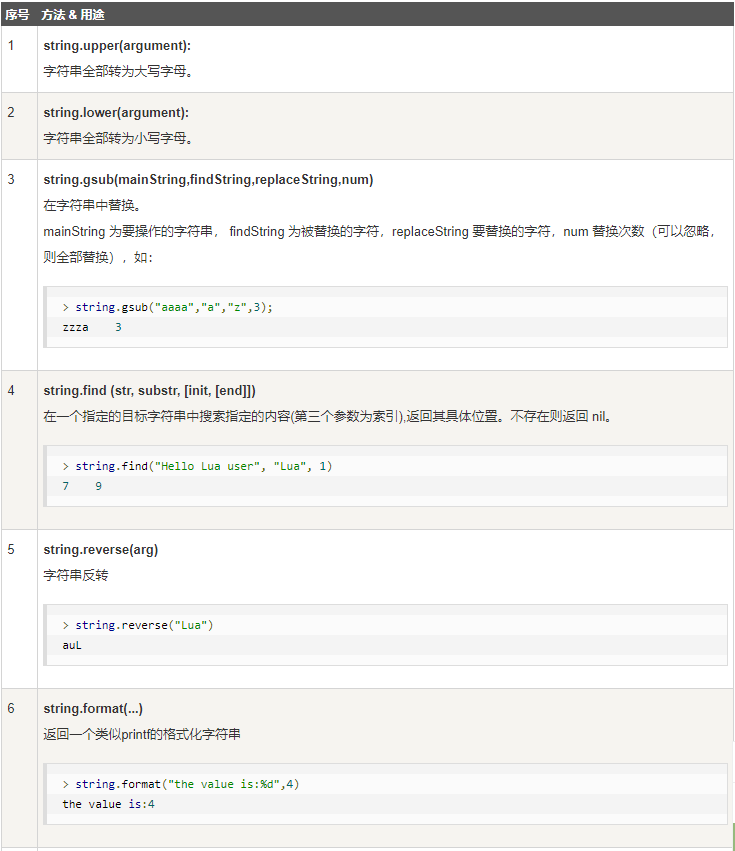 序号 方法 & 用途
1 string.upper(argument):
字符串全部转为大写字母。
2 string.lower(argument):
字符串全部转为小写字母。
3 string.gsub(mainString,findString,replaceString,num)
在字符串中替换。
mainString 为要操作的字符串， findString 为被替换的字符，replaceString 要替换的字符，num 替换次数（可以忽略，
则全部替换），如：
> string.gsub("aaaa","a","z",3);
zzza 3
4 string.find (str, substr, [init, [end]])
在一个指定的目标字符串中搜索指定的内容(第三个参数为索引),返回其具体位置。不存在则返回 nil。
> string.find("Hello Lua user", "Lua", 1)
7 9
5 string.reverse(arg)
字符串反转
> string.reverse("Lua")
auL
6 string.format(...)
返回一个类似printf的格式化字符串
> string.format("the value is:%d",4)
the value is:4